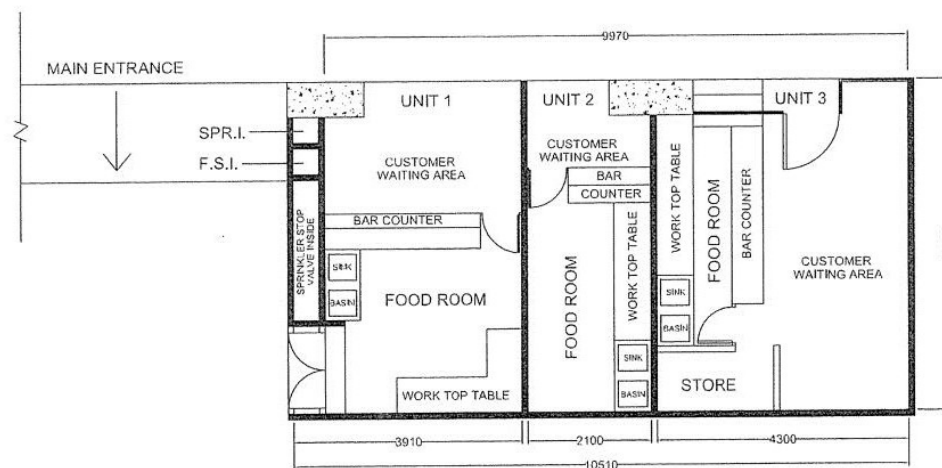 9970
MAIN ENTRANCE
UNIT 1
UNIT 2
UNIT 3
SPR.I.
F.S.I.
CUSTOMER
WAITING AREA
CUSTOMER
WAITING AREA
BAR
COUNTER
BAR COUNTER
SPRINKLER STOP
VALVE INSIDE
SINK
BASIN
FOOD ROOM
WORK TOP TABLE
FOOD ROOM
WORK TOP TABLE
SINK
BASIN
WORK TOP TABLE
FOOD ROOM
BAR COUNTER
CUSTOMER
WAITING AREA
SINK
BASIN
STORE
3910
2100
4300
10510